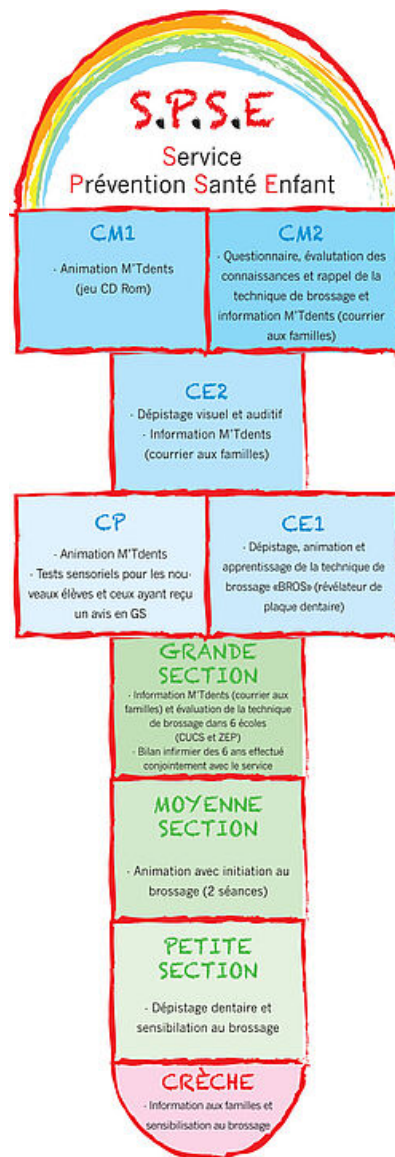 S.P.S.E
Service
Prévention Santé Enfant
CM1
- Animation M'Tdents
(jeu CD Rom)
CM2
- Questionnaire, évalutation des
connaissances et rappel de la
technique de brossage et
information M'Tdents (courrier
aux familles)
CE2
- Dépistage visuel et auditif
- Information M'Tdents
(courrier aux familles)
CP
- Animation M'Tdents
- Tests sensoriels pour les nou-
veaux élèves et ceux ayant reçu
un avis en GS
CE1
- Dépistage, animation et
apprentissage de la technique de
brossage «BROS» (révélateur de
plaque dentaire)
GRANDE
SECTION
- Information M'Tdents (courrier aux
familles) et évaluation de la technique
de brossage dans 6 écoles
(CUCS et ZEP)
- Bilan infirmier des 6 ans effectué
conjointement avec le service
MOYENNE
SECTION
- Animation avec initiation au
brossage (2 séances)
PETITE
SECTION
- Dépistage dentaire et
sensibilation au brossage
CRÈCHE
- Information aux familles et
sensibilisation au brossage